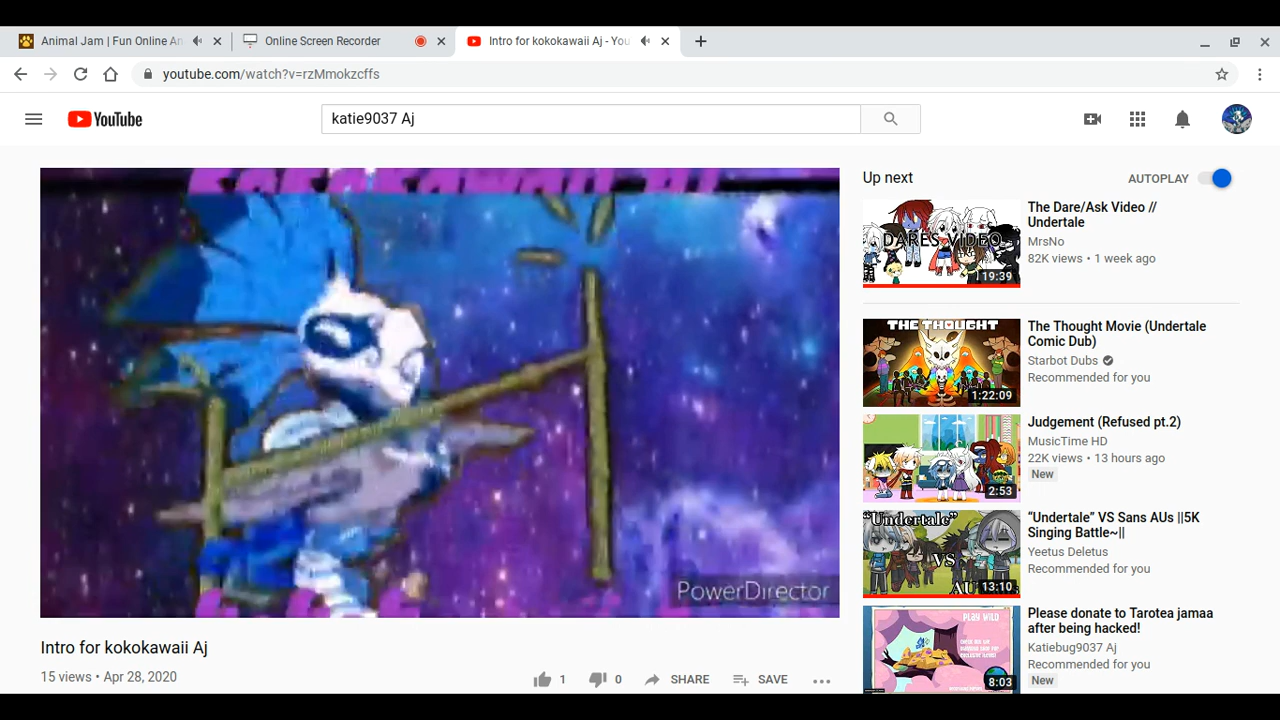 Animal Jam | Fun Online An
Online Screen Recorder
Intro for kokokawaii Aj - You
youtube.com/watch?v=rzMmokzcffs
YouTube
katie9037 Aj
PowerDirector
Intro for kokokawaii Aj
15 views • Apr 28, 2020
1
0
SHARE
SAVE
Up next
AUTOPLAY
DARES VIDEO
19:39
The Dare/Ask Video //
Undertale
MrsNo
82K views • 1 week ago
THE THOUGHT
1:22:09
The Thought Movie (Undertale
Comic Dub)
Starbot Dubs
Recommended for you
2:53
Judgement (Refused pt.2)
MusicTime HD
22K views • 13 hours ago
New
"Undertale"
VS
13:10
“Undertale” VS Sans AUs ||5K
Singing Battle~||
Yeetus Deletus
Recommended for you
PLAY WILD
8:03
Please donate to Tarotea jamaa
after being hacked!
Katiebug9037 Aj
Recommended for you
New